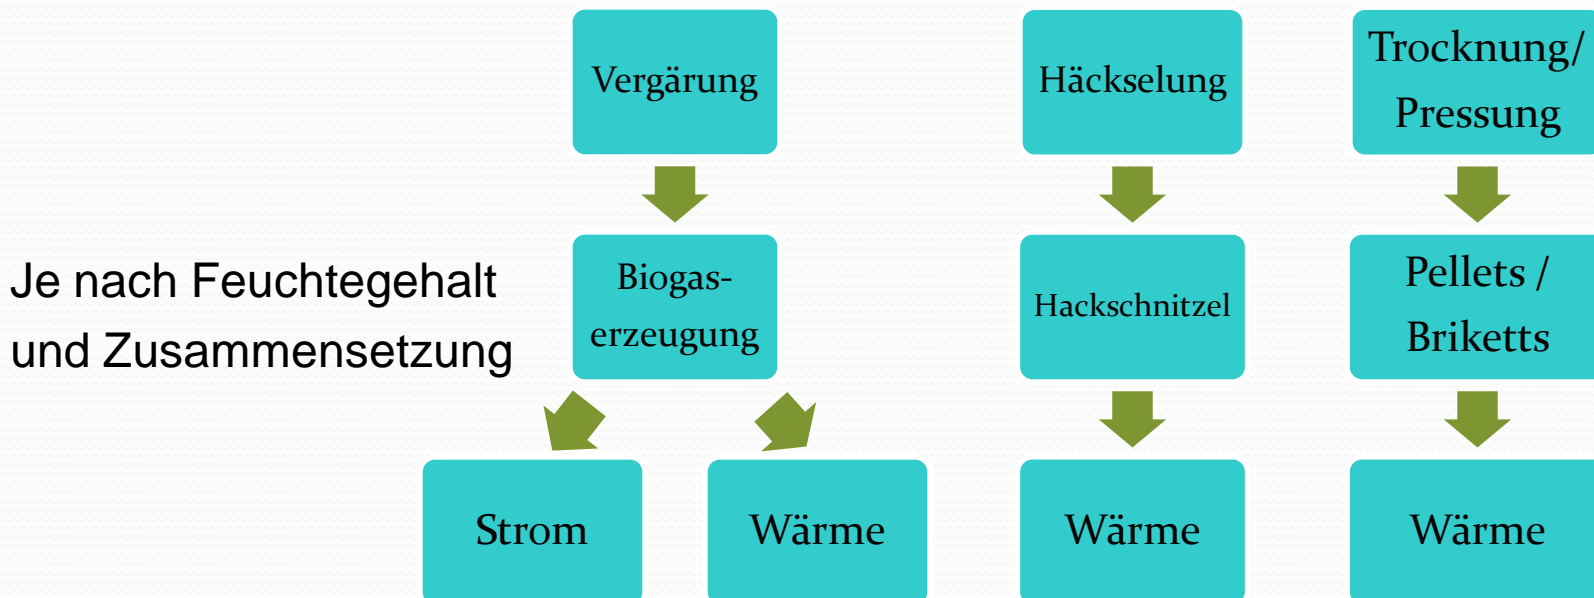 Vergärung
Häckselung
Trocknung/
Pressung
Je nach Feuchtegehalt
und Zusammensetzung
Biogas-
erzeugung
Hackschnitzel
Pellets /
Briketts
Strom
Wärme
Wärme
Wärme